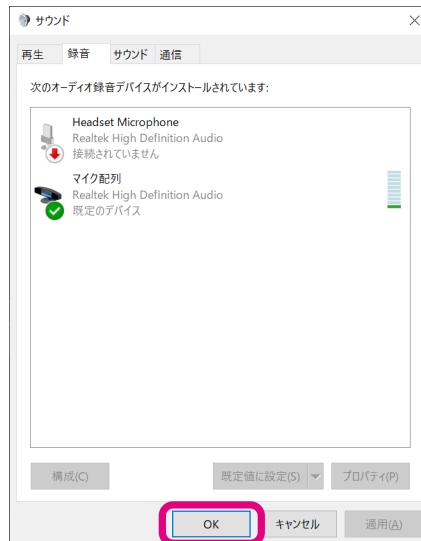 サウンド
再生 録音 サウンド 通信
次のオーディオ録音デバイスがインストールされています:
Headset Microphone
Realtek High Definition Audio
接続されていません
マイク配列
Realtek High Definition Audio
既定のデバイス
構成(C) 既定値に設定(S) プロパティ(P)
OK キャンセル 適用(A)